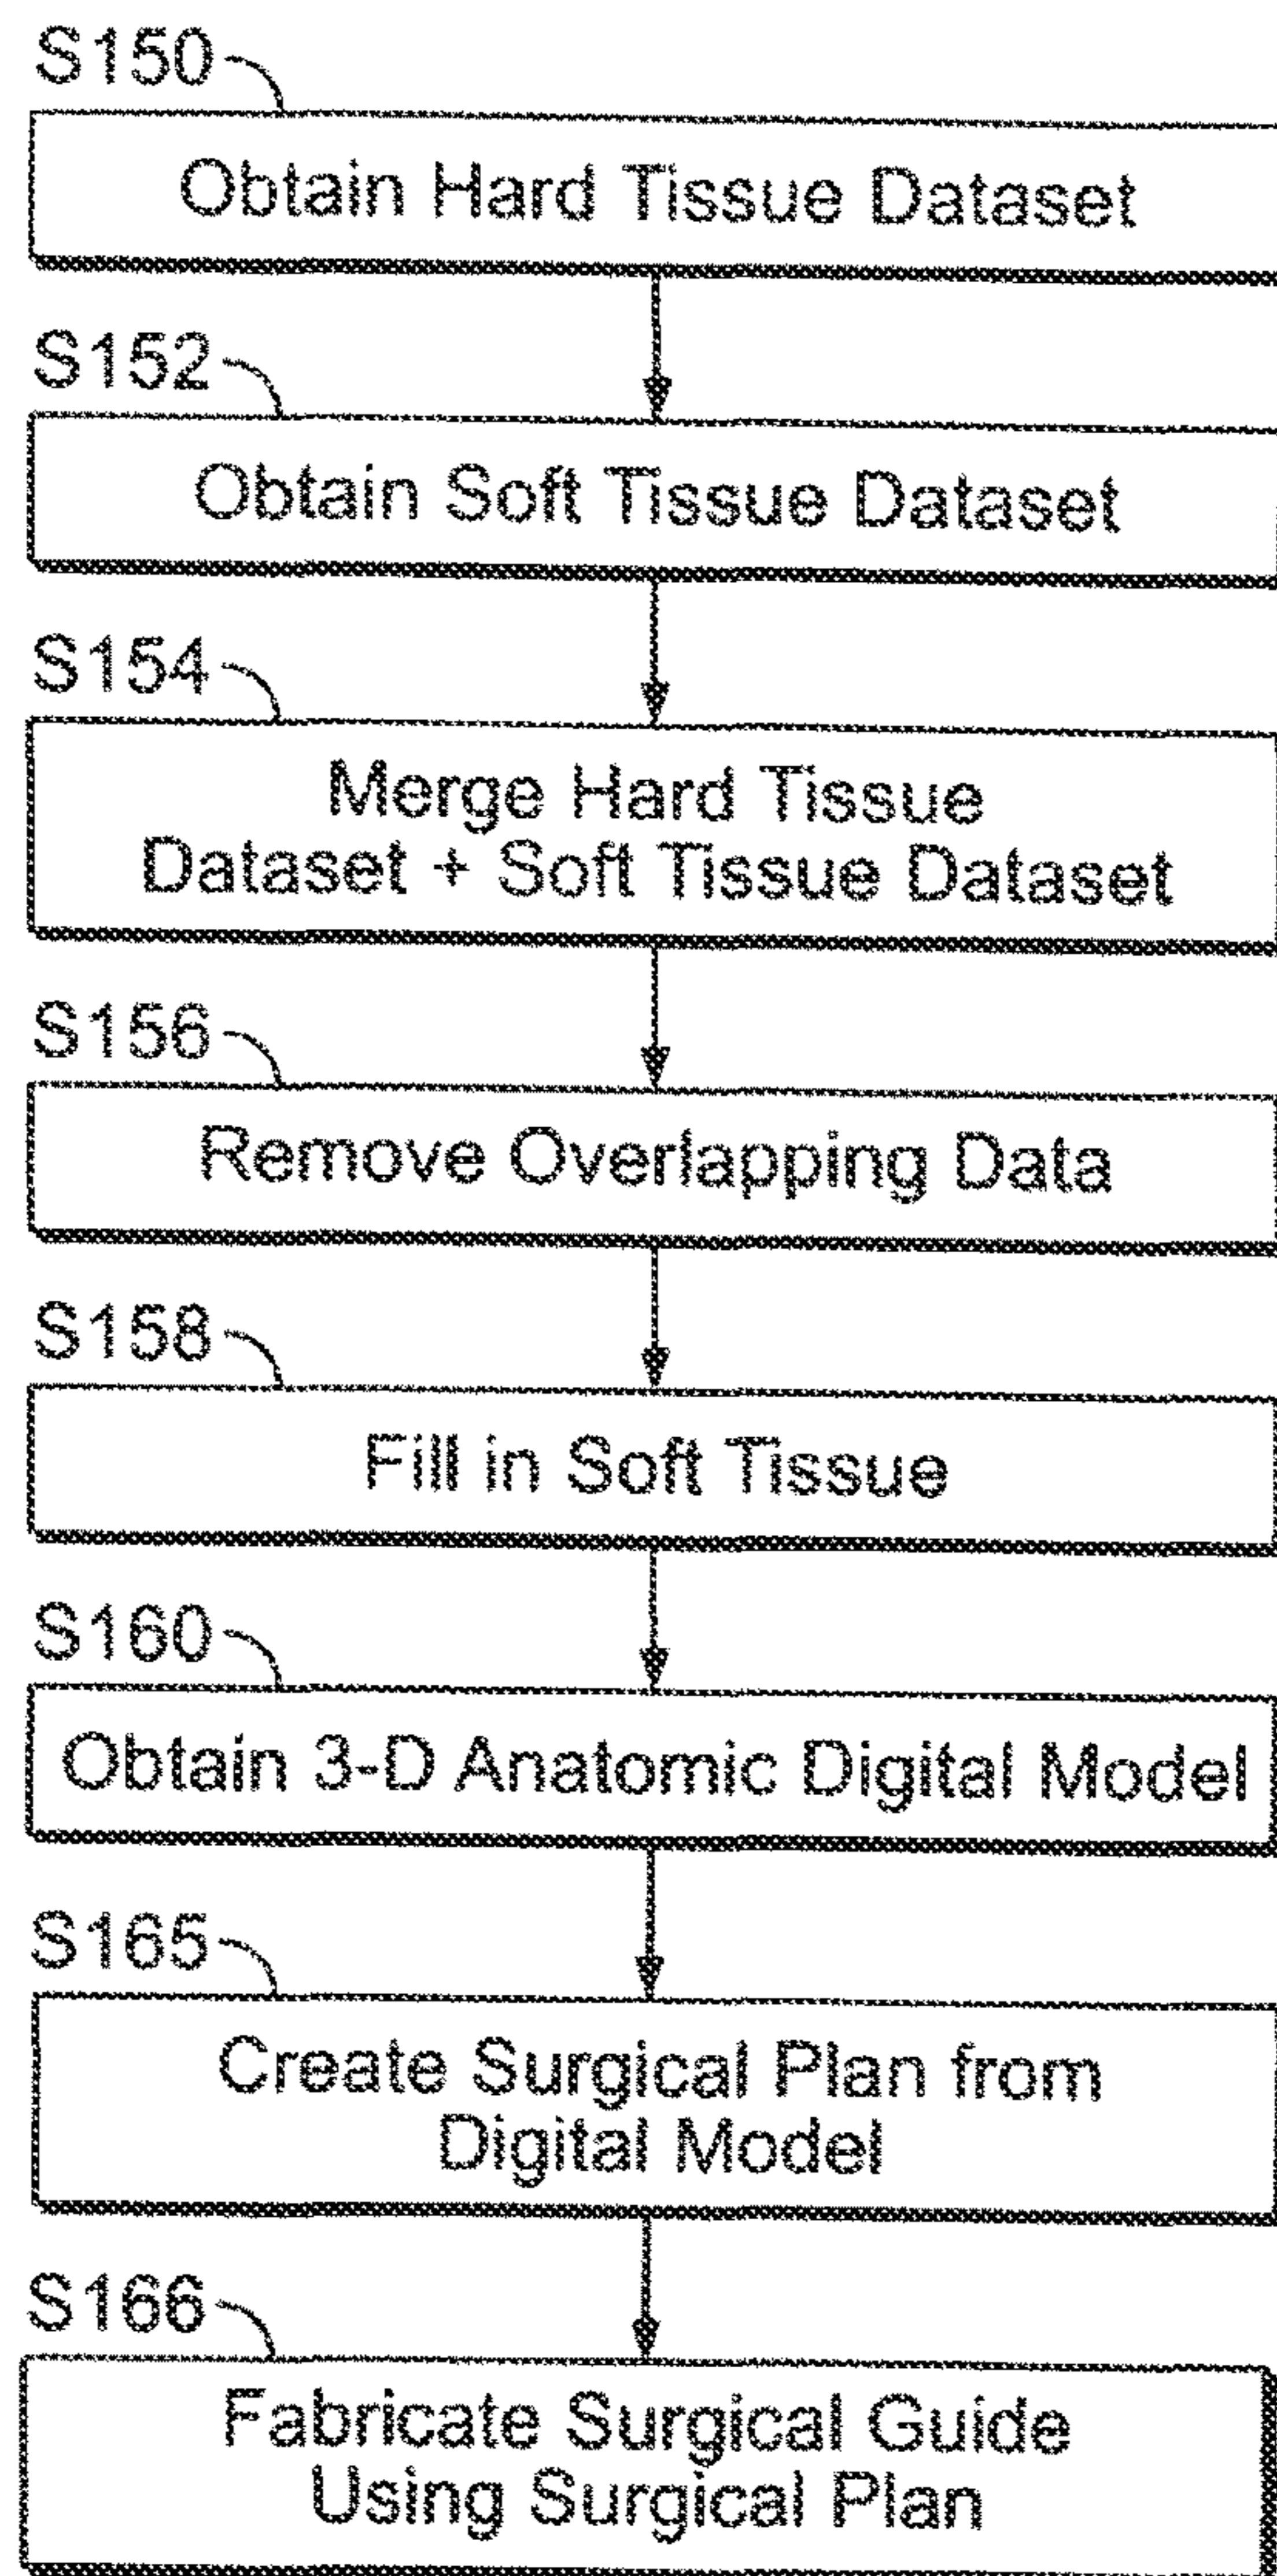 S150
Obtain Hard Tissue Dataset
S152
Obtain Soft Tissue Dataset
S154
Merge Hard Tissue
Dataset + Soft Tissue Dataset
S156
Remove Overlapping Data
S158
Fill in Soft Tissue
S160
Obtain 3-D Anatomic Digital Model
S165
Create Surgical Plan from
Digital Model
S166
Fabricate Surgical Guide
Using Surgical Plan